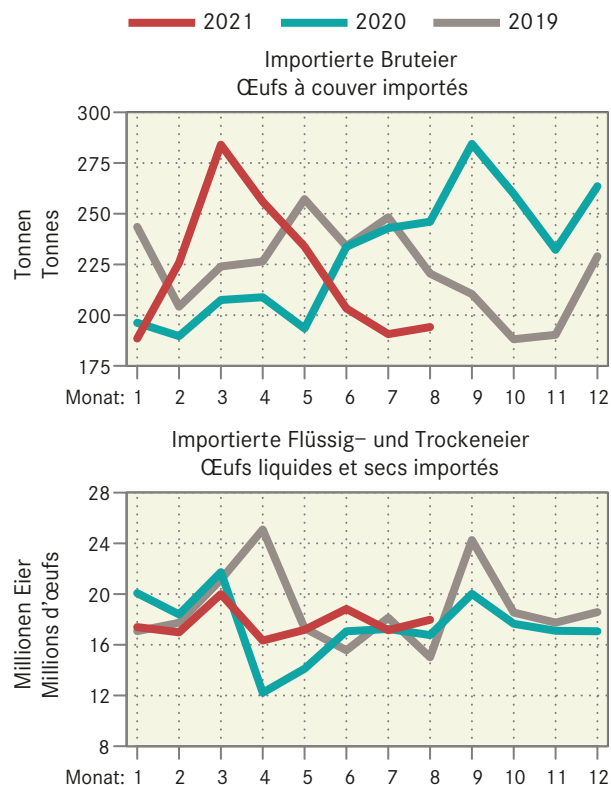 2021 2020 2019
Importierte Bruteier
Œufs à couver importés
300
275
250
225
200
175
Tonnen
Tonnes
Monat: 1 2 3 4 5 6 7 8 9 10 11 12
Importierte Flüssig– und Trockeneier
Œufs liquides et secs importés
28
24
20
16
12
8
Millionen Eier
Millions d'œufs
Monat: 1 2 3 4 5 6 7 8 9 10 11 12